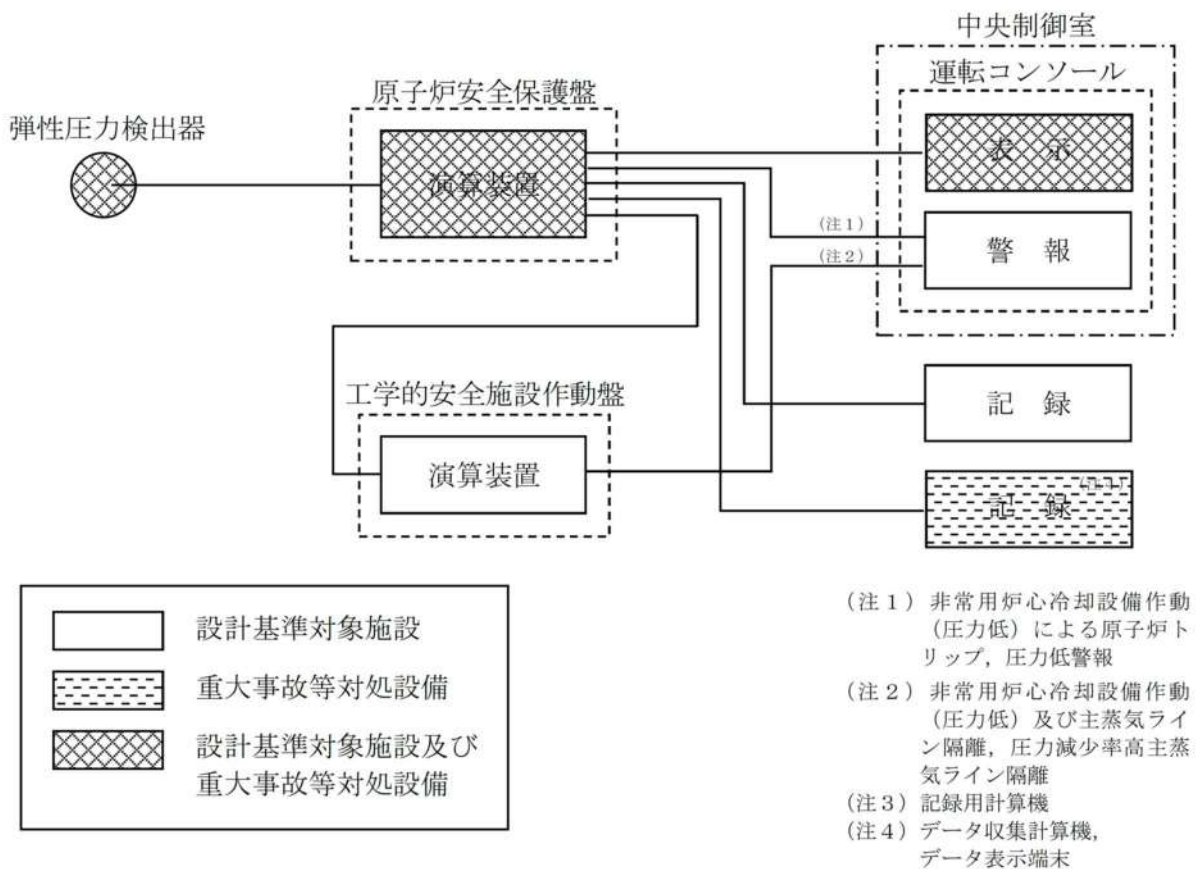 中央制御室
運転コンソール
原子炉安全保護盤
弾性圧力検出器
演算装置
表 示
(注1)
警 報
(注2)
記 録
工学的安全施設作動盤
演算装置
(注4)
記 録
設計基準対象施設
重大事故等対処設備
設計基準対象施設及び
重大事故等対処設備
(注1) 非常用炉心冷却設備作動
(圧力低)による原子炉ト
リップ,圧力低警報
(注2) 非常用炉心冷却設備作動
(圧力低)及び主蒸気ライ
ン隔離,圧力減少率高主蒸
気ライン隔離
(注3) 記録用計算機
(注4) データ収集計算機,
データ表示端末